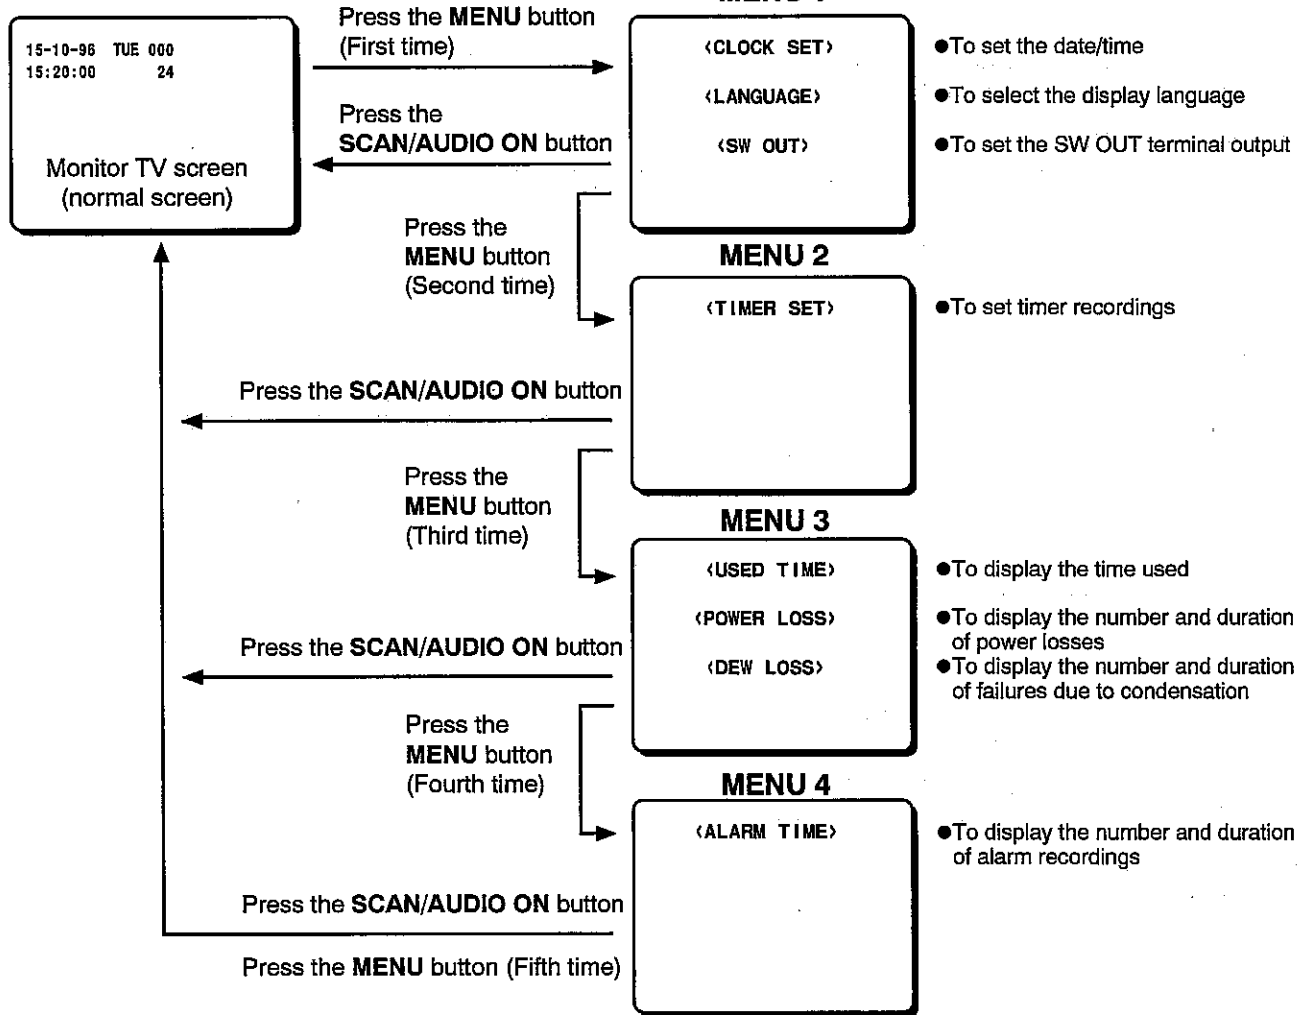 15-10-96 TUE 000
15:20:00 24
Monitor TV screen
(normal screen)
Press the MENU button
(First time)
Press the
SCAN/AUDIO ON button
<CLOCK SET>
●To set the date/time
<LANGUAGE>
●To select the display language
<SW OUT>
●To set the SW OUT terminal output
Press the
MENU button
(Second time)
MENU 2
<TIMER SET>
●To set timer recordings
Press the SCAN/AUDIO ON button
Press the
MENU button
(Third time)
MENU 3
<USED TIME>
●To display the time used
<POWER LOSS>
●To display the number and duration
of power losses
<DEW LOSS>
●To display the number and duration
of failures due to condensation
Press the SCAN/AUDIO ON button
Press the
MENU button
(Fourth time)
MENU 4
<ALARM TIME>
●To display the number and duration
of alarm recordings
Press the SCAN/AUDIO ON button
Press the MENU button (Fifth time)